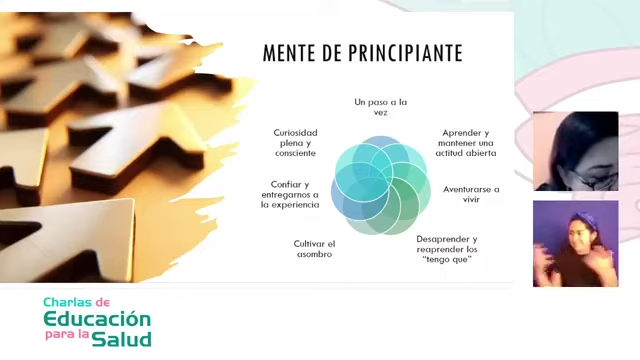 MENTE DE PRINCIPIANTE
Un paso a la
vez
Aprender y
mantener una
actitud abierta
Aventurarse a
vivir
Desaprender y
reaprender los
“tengo que”
Cultivar el
asombro
Confiar y
entregarnos a
la experiencia
Curiosidad
plena y
consciente
Charlas de
Educación
para la
Salud